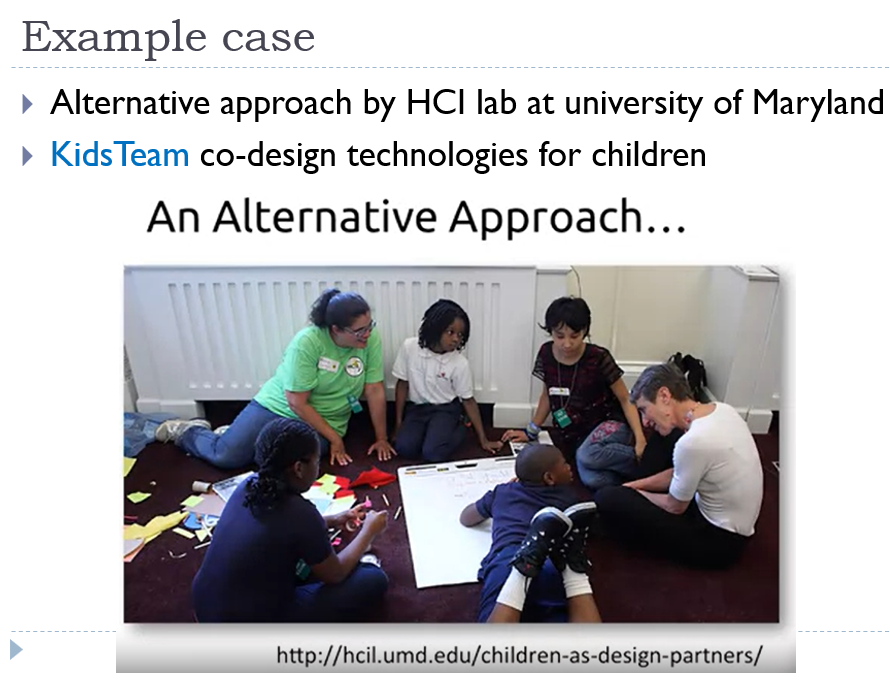 Example case
Alternative approach by HCI lab at university of Maryland
KidsTeam co-design technologies for children
An Alternative Approach...
http://hcil.umd.edu/children-as-design-partners/